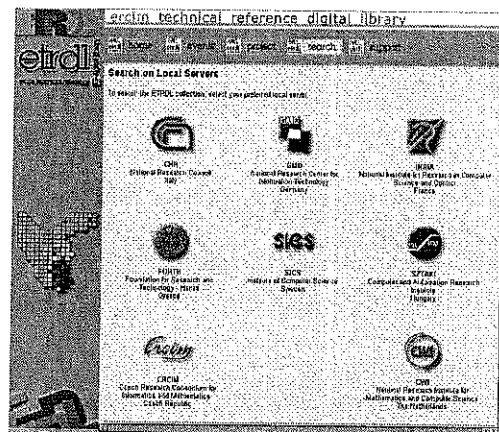 ercim technical reference digital library
etrdl
home events project search support
Search on Local Servers
To search the ETRDL collection, select your preferred local server
CNR
National Research Council
Italy
GMD
National Research Center for
Information Technology
Germany
INRIA
National Institute for Research in Computer
Science and Control
France
FORTH
Foundation for Research and
Technology - Hellas
Greece
SICS
SICS
Institute of Computer Science
Sweden
SZTAKI
Computer and Automation Research
Institute
Hungary
Crcim
CRCIM
Czech Research Consortium for
Informatics and Mathematics
Czech Republic
CWI
CWI
National Research Institute for
Mathematics and Computer Science
The Netherlands